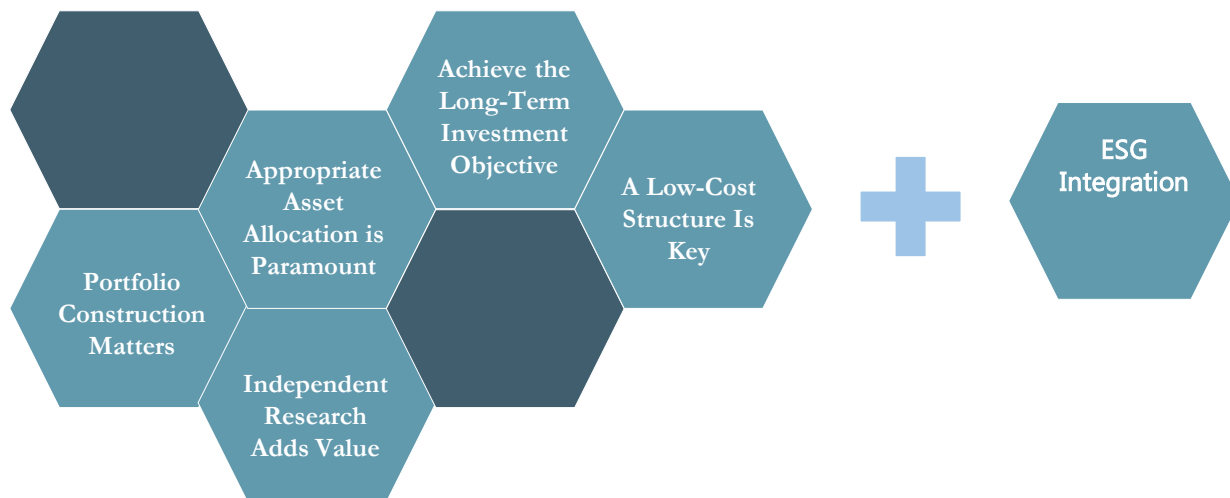 Achieve the
Long-Term
Investment
Objective
Appropriate
Asset
Allocation is
Paramount
A Low-Cost
Structure Is
Key
Portfolio
Construction
Matters
Independent
Research
Adds Value
ESG
Integration